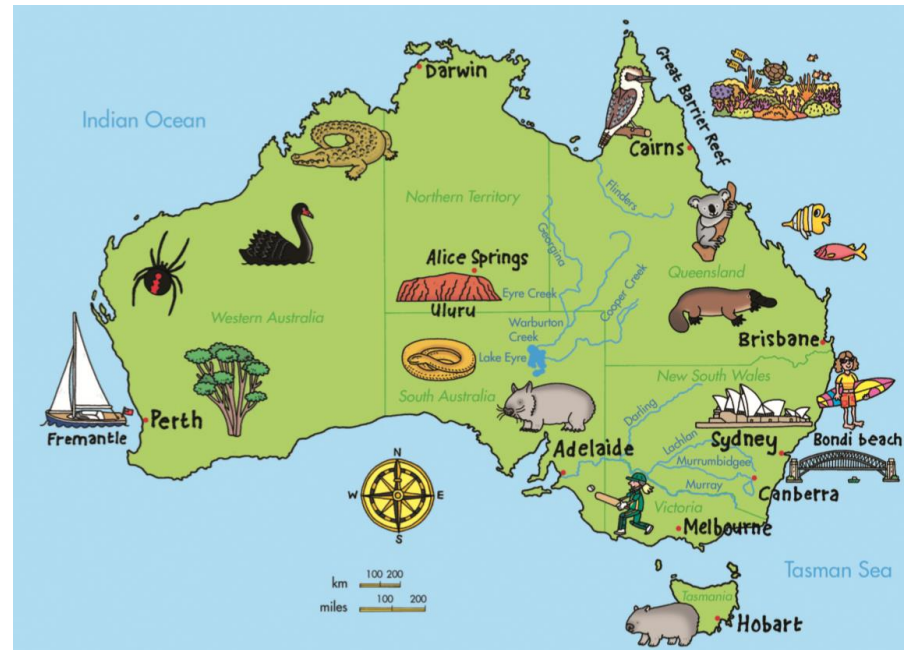 Darwin
Indian Ocean
Great Barrier Reef
Cairns
Flinders
Northern Territory
Georgina
Alice Springs
Queensland
Eyre Creek
Cooper Creek
Uluru
Western Australia
Warburton
Creek
Brisbane
Lake Eyre
New South Wales
South Australia
Darling
Perth
Fremantle
Adelaide
Lachlan
Sydney
Bondi beach
N
Murrumbidgee
W
E
Murray
Canberra
S
Victoria
Melbourne
km
100 200
miles
100 200
Tasman Sea
Tasmania
Hobart